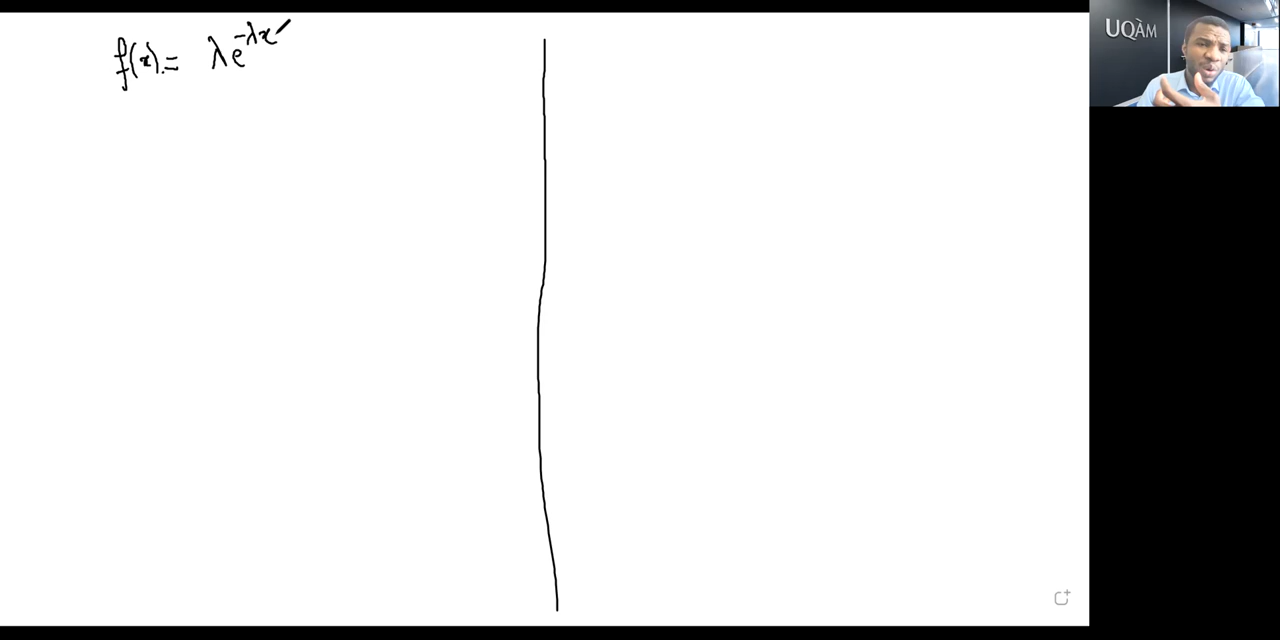 f(x) = λe^{-λx}
UQÀM